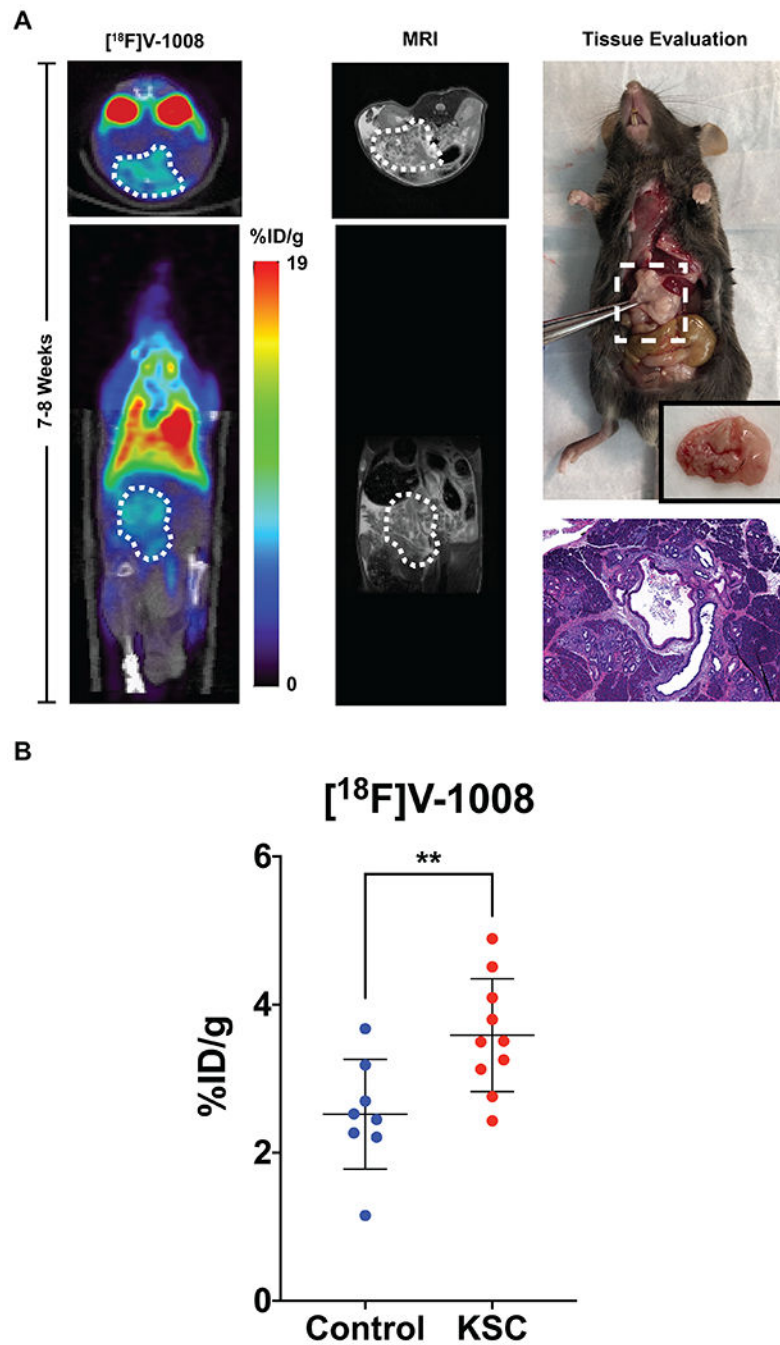 A
[¹⁸F]V-1008
MRI
Tissue Evaluation
7-8 Weeks
%ID/g
19
0
B
[¹⁸F]V-1008
**
6
4
2
0
%ID/g
Control
KSC